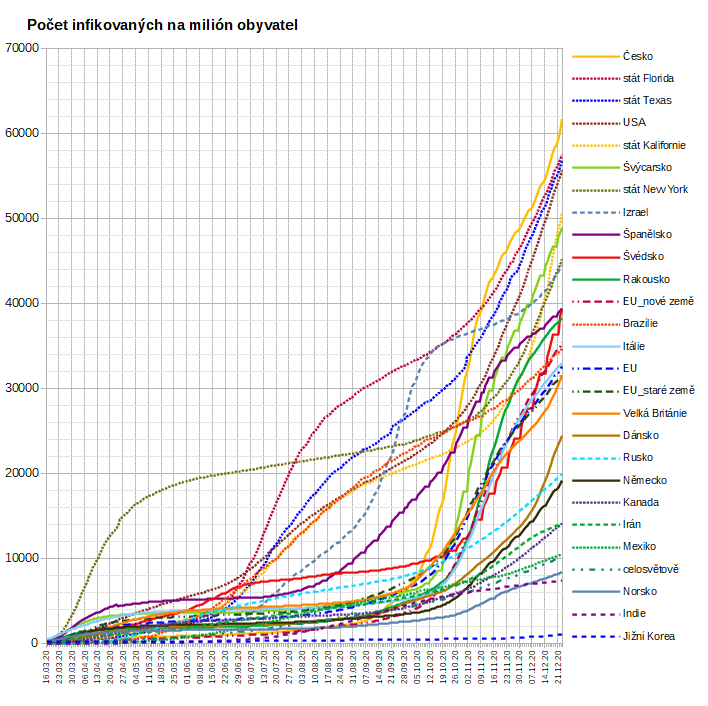 Počet infikovaných na milión obyvatel
70000
60000
50000
40000
30000
20000
10000
0
16.03.20
23.03.20
30.03.20
06.04.20
13.04.20
20.04.20
27.04.20
04.05.20
11.05.20
18.05.20
25.05.20
01.06.20
08.06.20
15.06.20
22.06.20
29.06.20
06.07.20
13.07.20
20.07.20
27.07.20
03.08.20
10.08.20
17.08.20
24.08.20
31.08.20
07.09.20
14.09.20
21.09.20
28.09.20
05.10.20
12.10.20
19.10.20
26.10.20
02.11.20
09.11.20
16.11.20
23.11.20
30.11.20
07.12.20
14.12.20
21.12.20
Česko
stát Florida
stát Texas
USA
stát Kalifornie
Švýcarsko
stát New York
Izrael
Španělsko
Švédsko
Rakousko
EU_nové země
Brazílie
Itálie
EU
EU_staré země
Velká Británie
Dánsko
Rusko
Německo
Kanada
Irán
Mexiko
celosvětově
Norsko
Indie
Jižní Korea